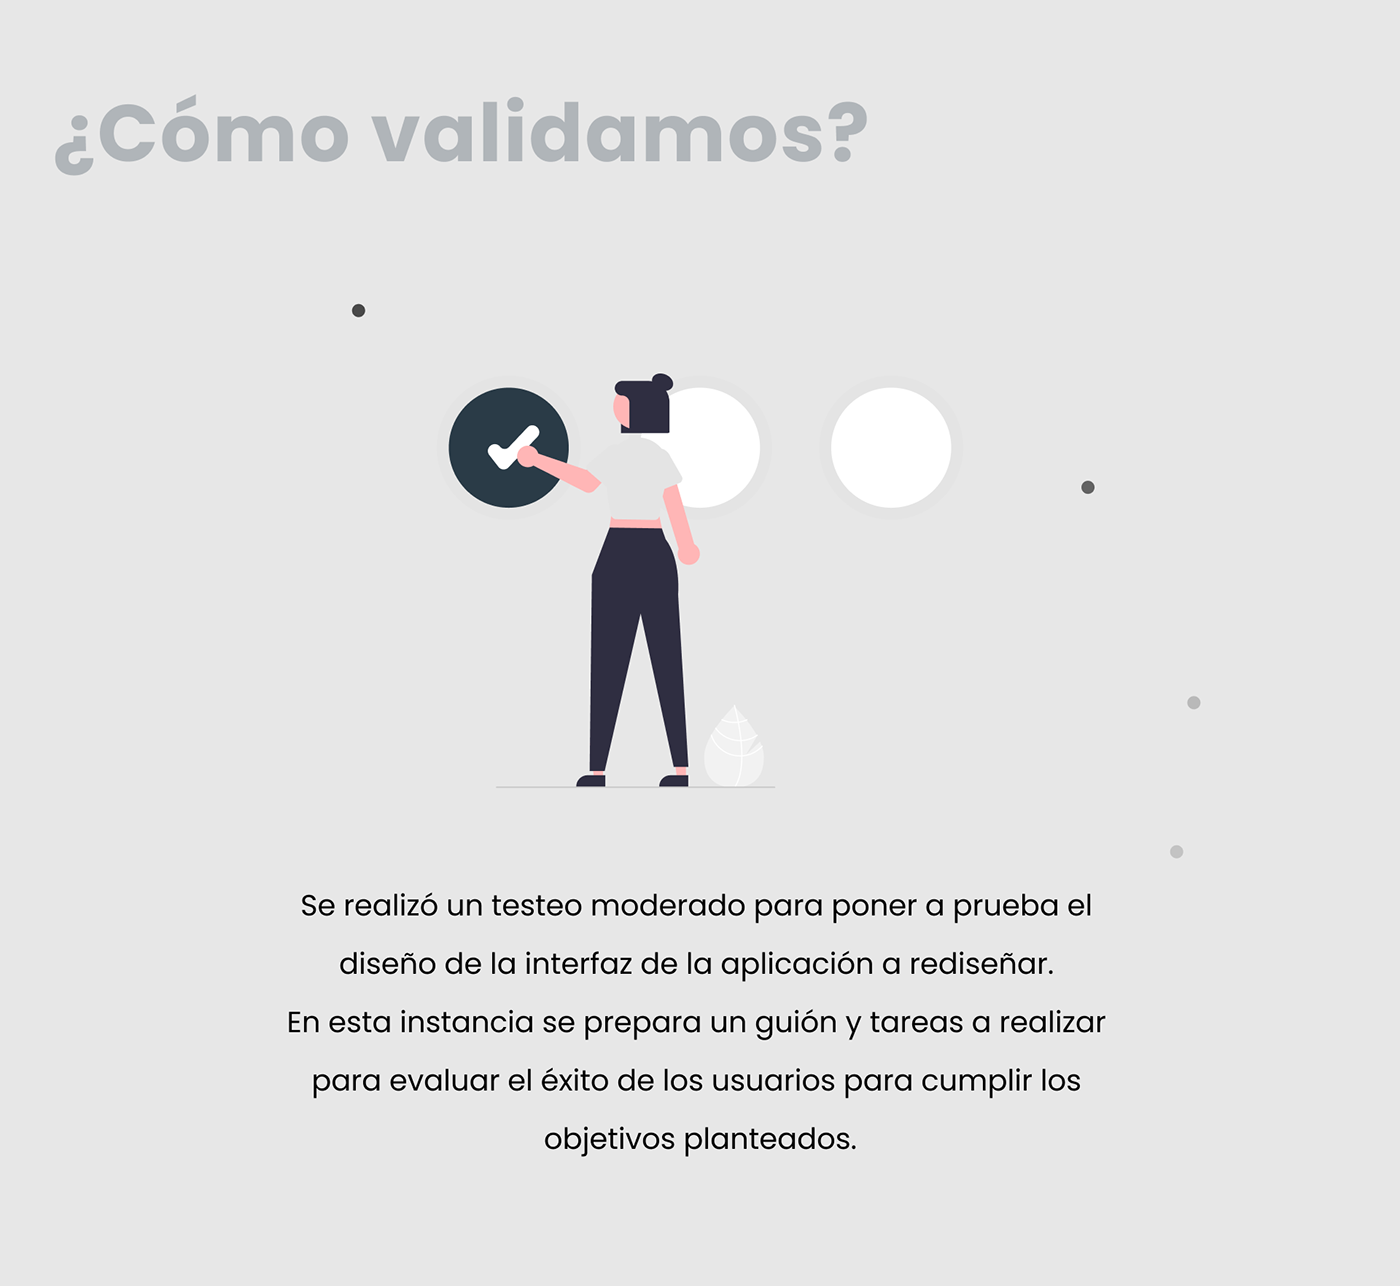 ¿Cómo validamos?
Se realizó un testeo moderado para poner a prueba el
diseño de la interfaz de la aplicación a rediseñar.
En esta instancia se prepara un guión y tareas a realizar
para evaluar el éxito de los usuarios para cumplir los
objetivos planteados.